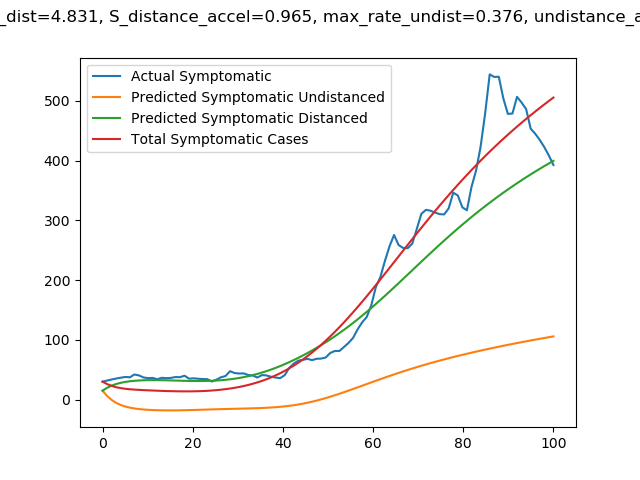 _dist=4.831, S_distance_accel=0.965, max_rate_undist=0.376, undistance_a
Actual Symptomatic
Predicted Symptomatic Undistanced
Predicted Symptomatic Distanced
Total Symptomatic Cases
500
400
300
200
100
0
0 20 40 60 80 100